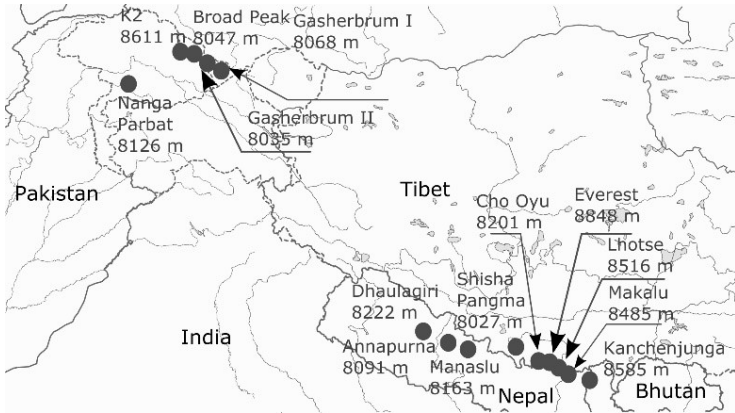 K2
8611 m
Broad Peak
8047 m
Gasherbrum I
8068 m
Nanga
Parbat
8126 m
Gasherbrum II
8035 m
Pakistan
Tibet
Cho Oyu
8201 m
Everest
8848 m
Lhotse
8516 m
Makalu
8485 m
Shisha
Pangma
8027 m
Dhaulagiri
8222 m
India
Annapurna
8091 m
Manaslu
8163 m
Kanchenjunga
8585 m
Nepal
Bhutan